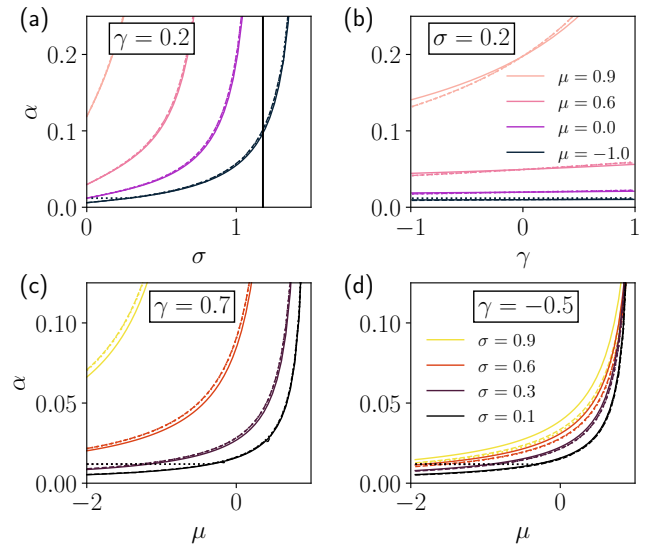 (a)
γ = 0.2
α
0.2
0.1
0.0
0
1
σ
(b)
σ = 0.2
μ = 0.9
μ = 0.6
μ = 0.0
μ = −1.0
0.2
0.1
0.0
−1
0
1
γ
(c)
γ = 0.7
α
0.10
0.05
0.00
−2
0
μ
(d)
γ = −0.5
σ = 0.9
σ = 0.6
σ = 0.3
σ = 0.1
0.10
0.05
0.00
−2
0
μ